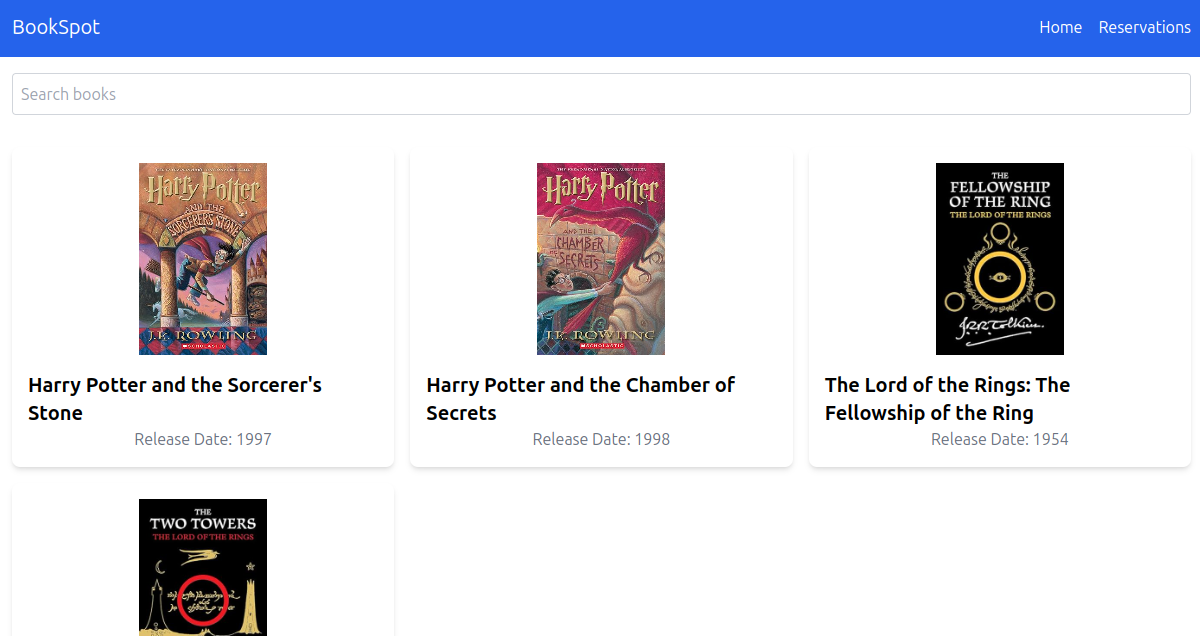 BookSpot
Home Reservations
Search books
Harry Potter
AND THE
SORCERER'S STONE
J.K. ROWLING
SCHOLASTIC
Harry Potter
AND THE
CHAMBER
OF SECRETS
J.K. ROWLING
SCHOLASTIC
THE
FELLOWSHIP
OF THE RING
THE LORD OF THE RINGS
J.R.R. Tolkien
Harry Potter and the Sorcerer's
Stone
Release Date: 1997
Harry Potter and the Chamber of
Secrets
Release Date: 1998
The Lord of the Rings: The
Fellowship of the Ring
Release Date: 1954
THE
TWO TOWERS
THE LORD OF THE RINGS